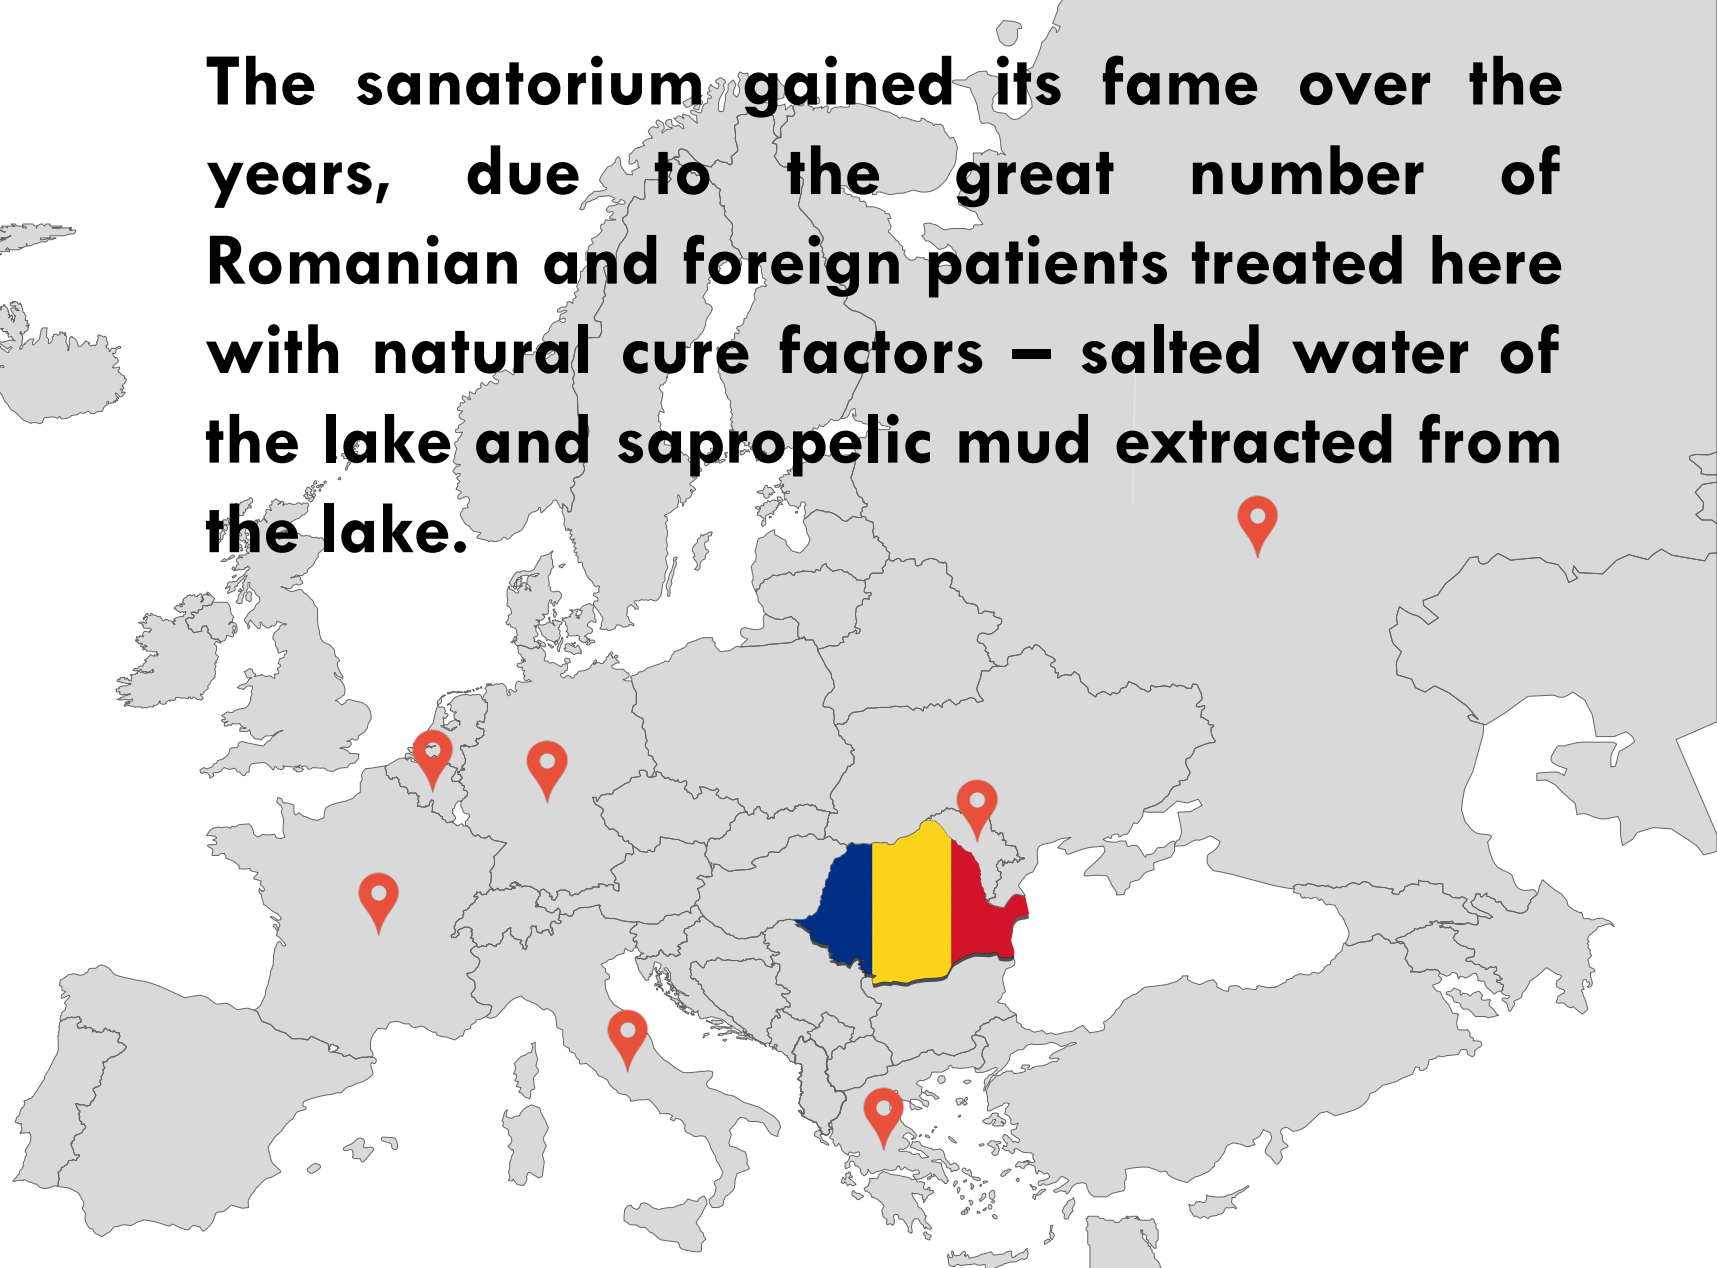 The sanatorium gained its fame over the
years, due to the great number of
Romanian and foreign patients treated here
with natural cure factors – salted water of
the lake and sapropelic mud extracted from
the lake.